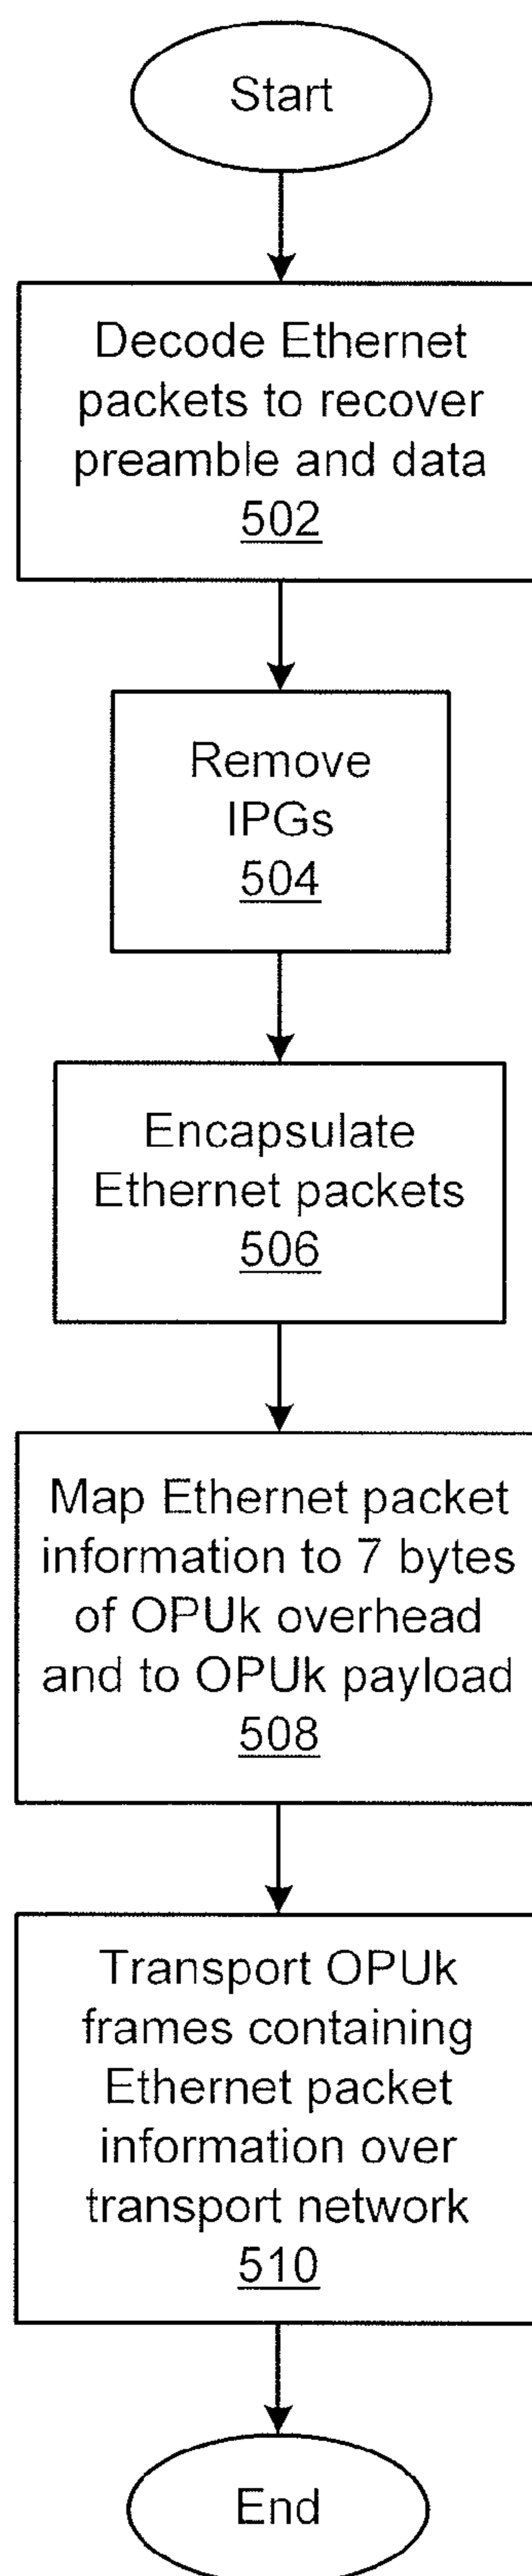 Start
Decode Ethernet
packets to recover
preamble and data
502
Remove
IPGs
504
Encapsulate
Ethernet packets
506
Map Ethernet packet
information to 7 bytes
of OPUk overhead
and to OPUk payload
508
Transport OPUk
frames containing
Ethernet packet
information over
transport network
510
End